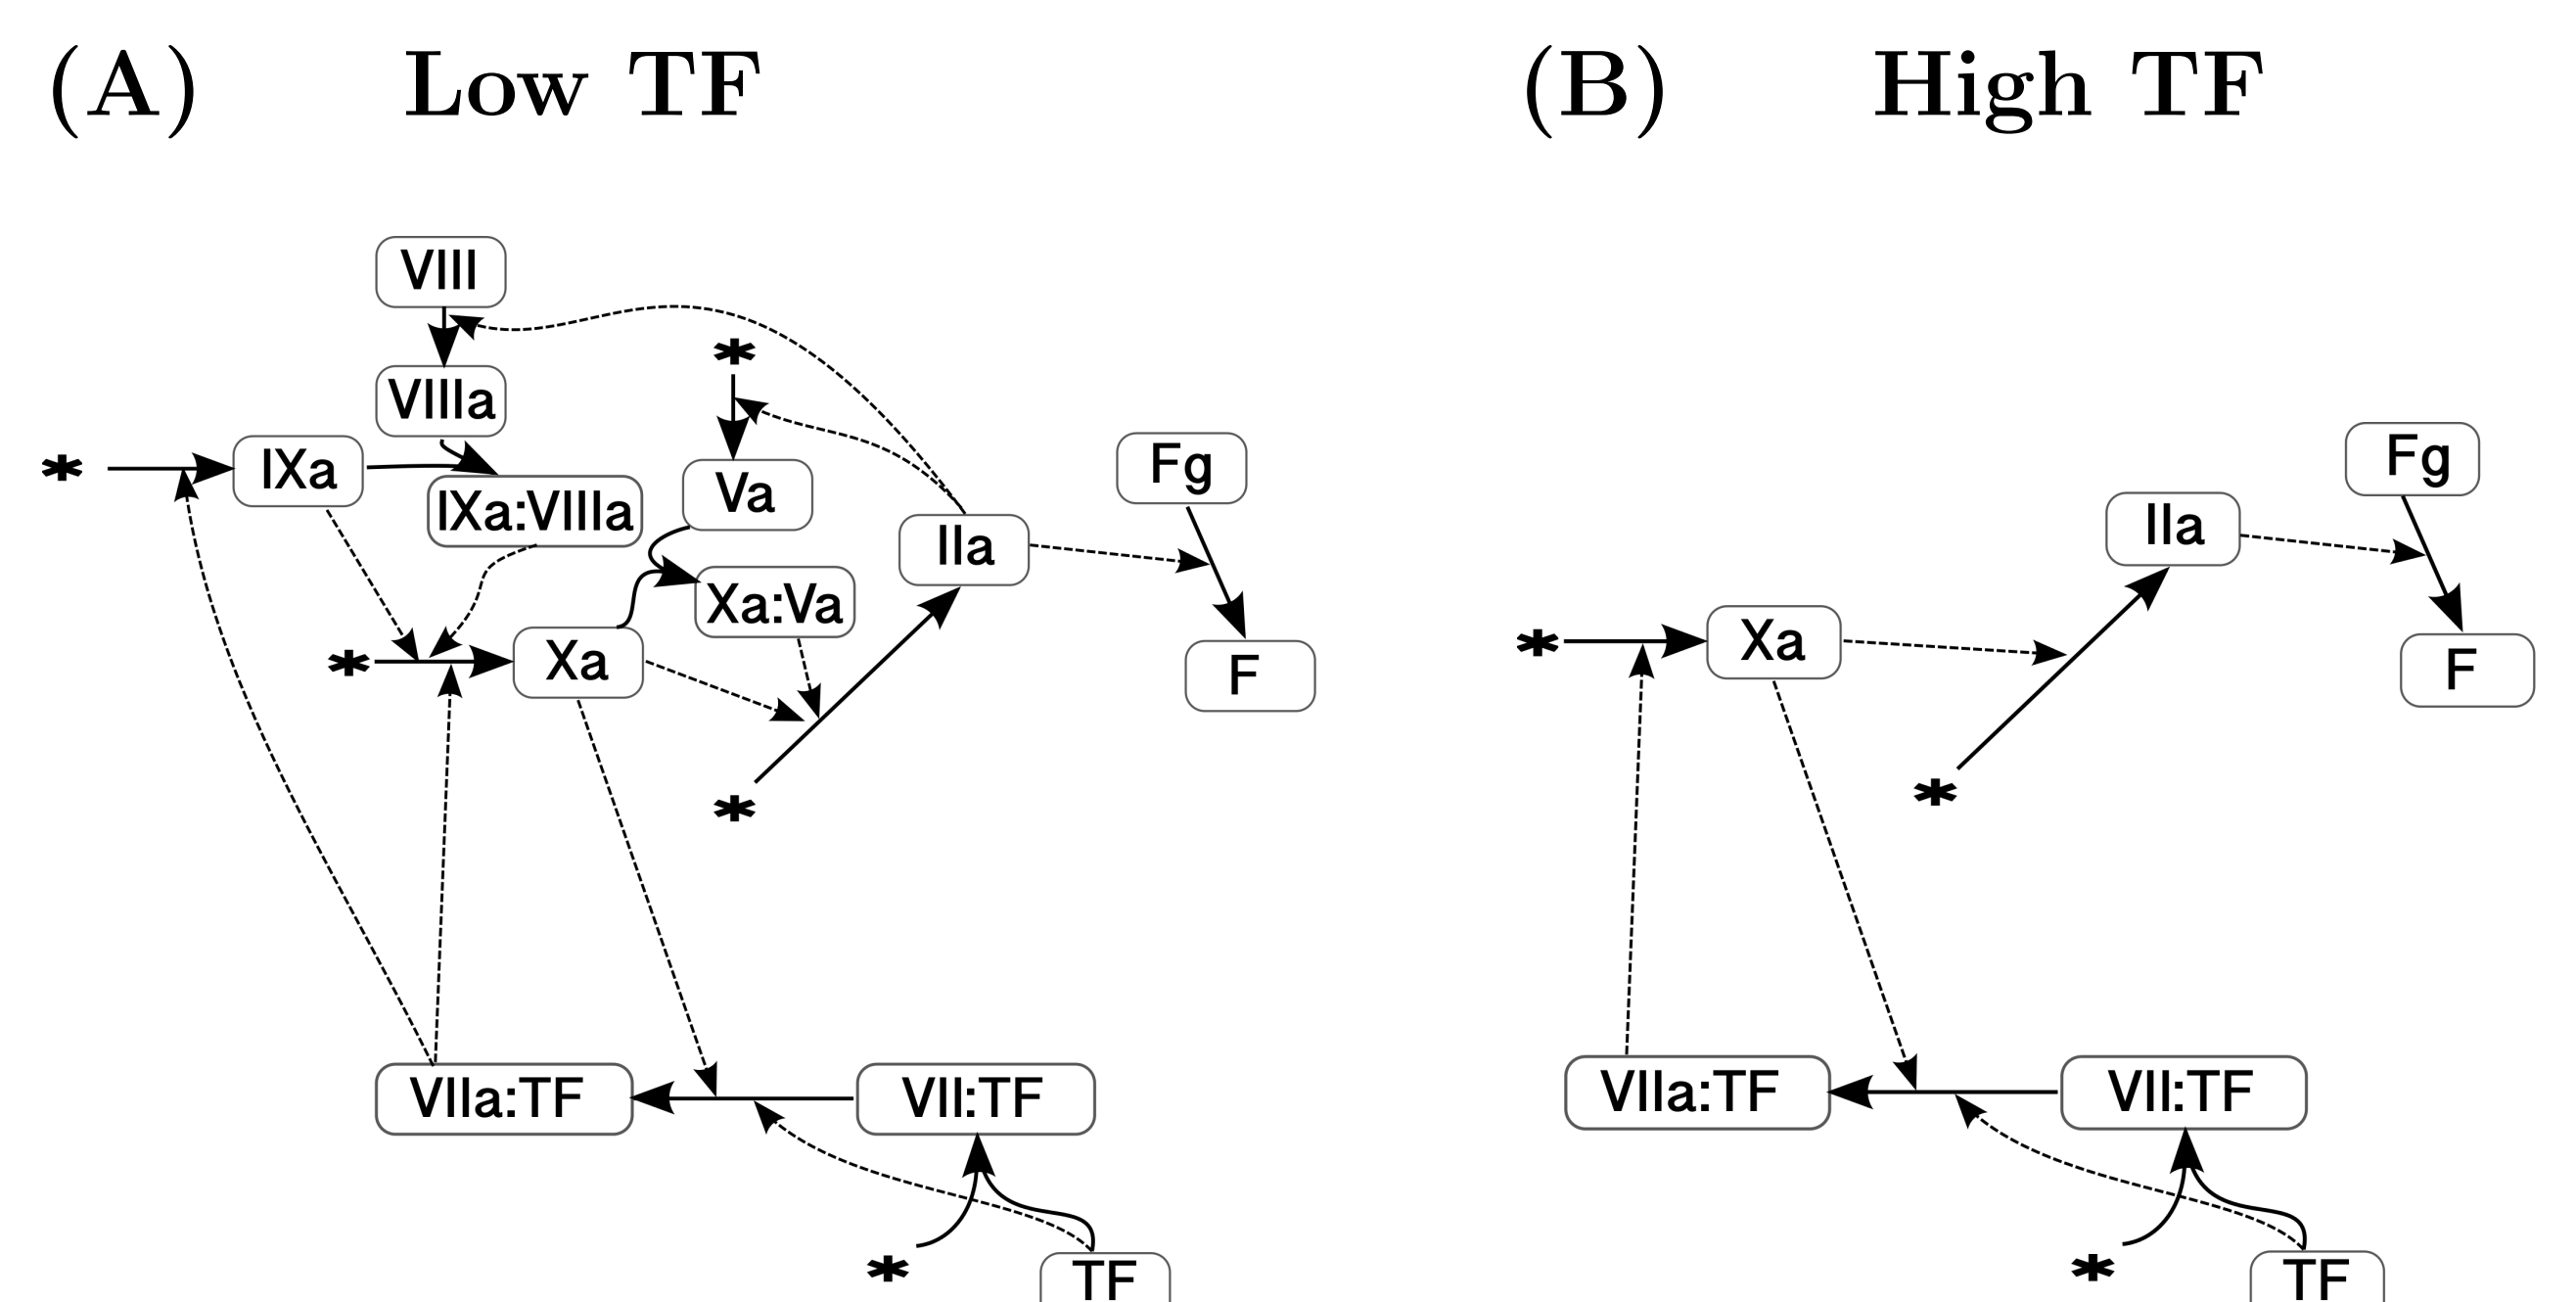 (A) Low TF
VIII
*
VIIIa
* IXa
IXa:VIIIa
Va
Fg
IIa
Xa:Va
* Xa
F
*
VIIa:TF
VII:TF
*
TF
(B) High TF
Fg
IIa
* Xa
F
*
VIIa:TF
VII:TF
*
TF